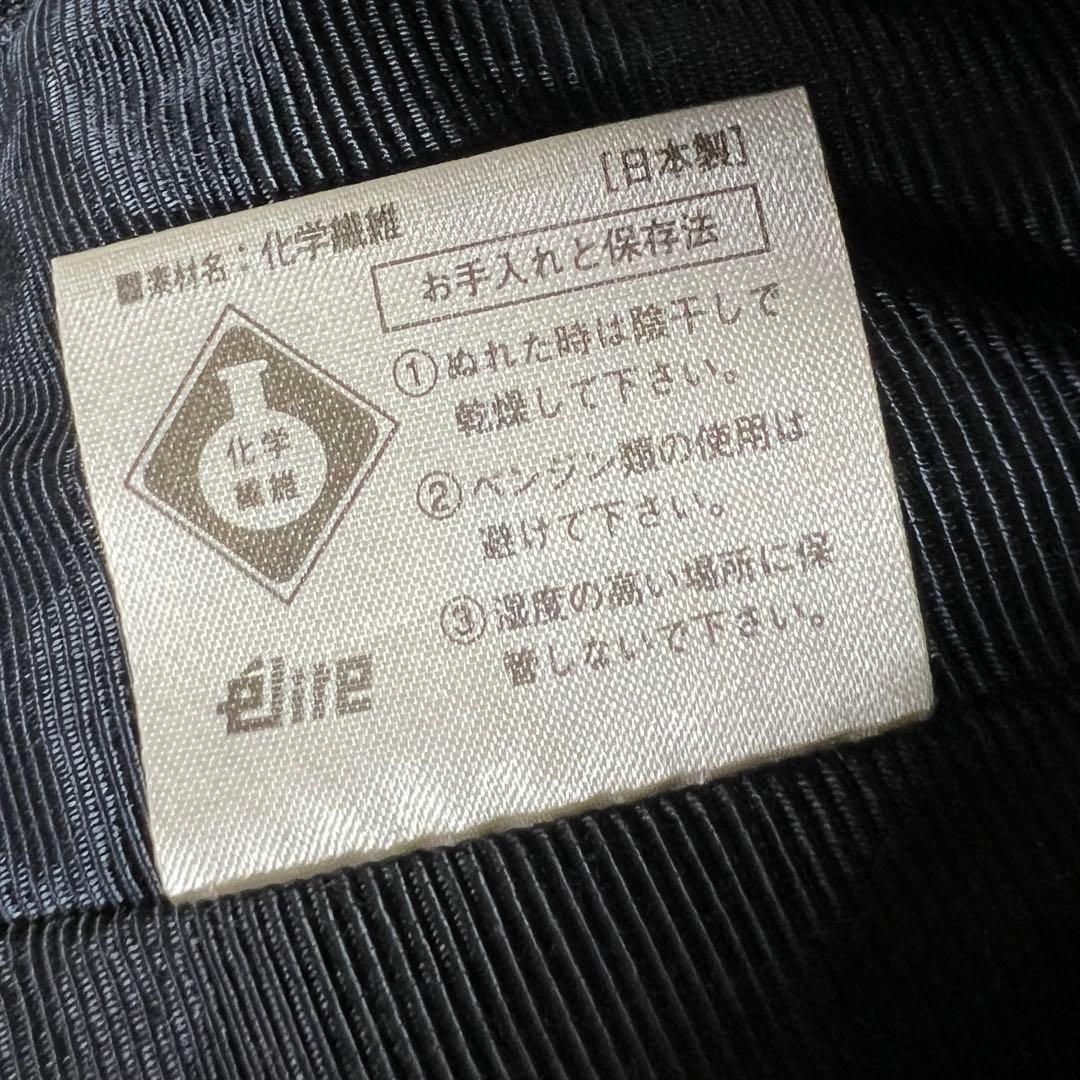 [日本製]
■素材名：化学繊維
お手入れと保存法
①ぬれた時は陰干しで
乾燥して下さい。
②ベンジン類の使用は
避けて下さい。
③湿度の高い場所に保
管しないで下さい。
化学
繊維
élite